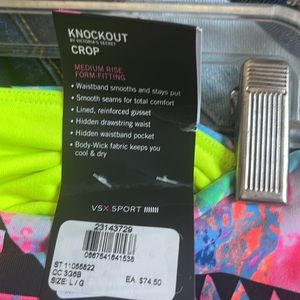 KNOCKOUT
BY VICTORIA'S SECRET
CROP
MEDIUM RISE
FORM-FITTING
• Waistband smooths and stays put
• Smooth seams for total comfort
• Lined, reinforced gusset
• Hidden drawstring waist
• Hidden waistband pocket
• Body-Wick fabric keeps you
cool & dry
VSX SPORT
23143729
0667541641538
ST 11055822
CC 3G6B
SIZE: L / G
EA. $74.50